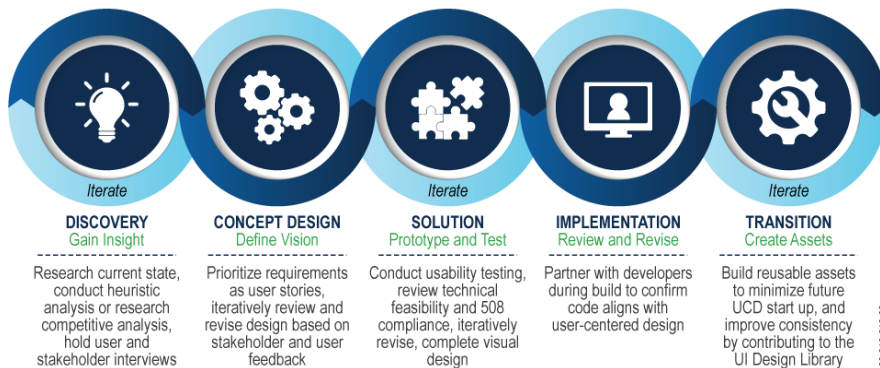 Iterate
Iterate
Iterate
DISCOVERY
Gain Insight
Research current state,
conduct heuristic
analysis or research
competitive analysis,
hold user and
stakeholder interviews
CONCEPT DESIGN
Define Vision
Prioritize requirements
as user stories,
iteratively review and
revise design based on
stakeholder and user
feedback
SOLUTION
Prototype and Test
Conduct usability testing,
review technical
feasibility and 508
compliance, iteratively
revise, complete visual
design
IMPLEMENTATION
Review and Revise
Partner with developers
during build to confirm
code aligns with
user-centered design
TRANSITION
Create Assets
Build reusable assets
to minimize future
UCD start up, and
improve consistency
by contributing to the
UI Design Library